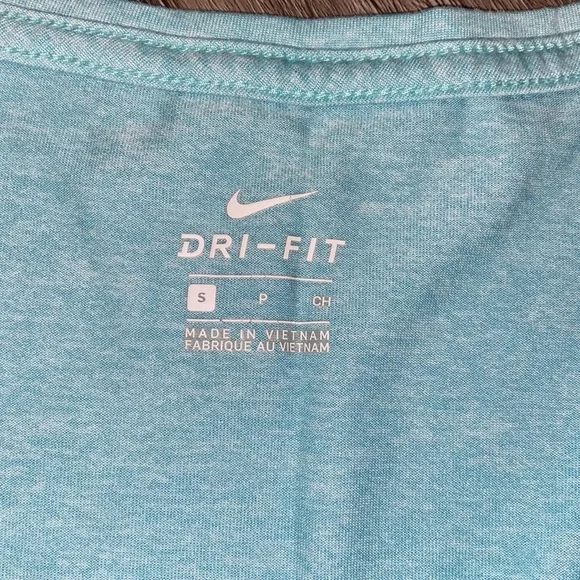 DRI-FIT
S P CH
MADE IN VIETNAM
FABRIQUE AU VIETNAM